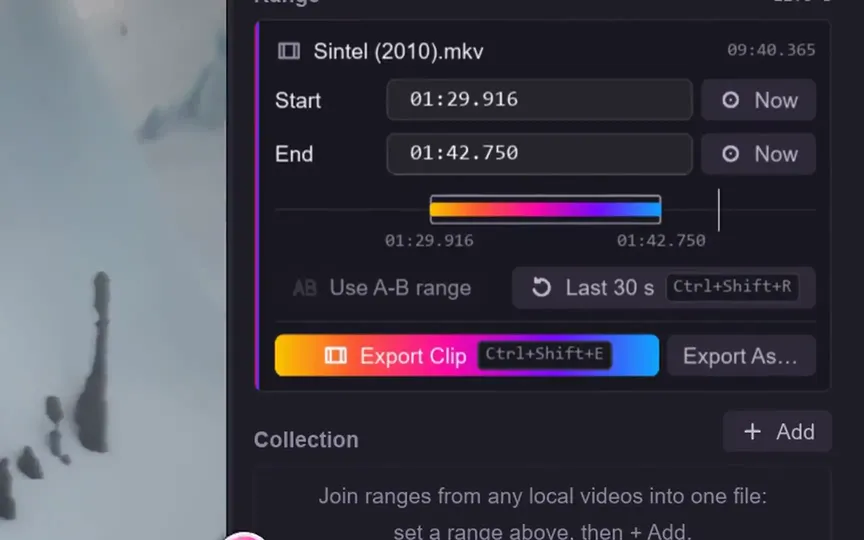 Range
Sintel (2010).mkv 09:40.365
Start 01:29.916 Now
End 01:42.750 Now
01:29.916 01:42.750
AB Use A-B range Last 30 s Ctrl+Shift+R
Export Clip Ctrl+Shift+E Export As...
Collection + Add
Join ranges from any local videos into one file:
set a range above, then + Add.